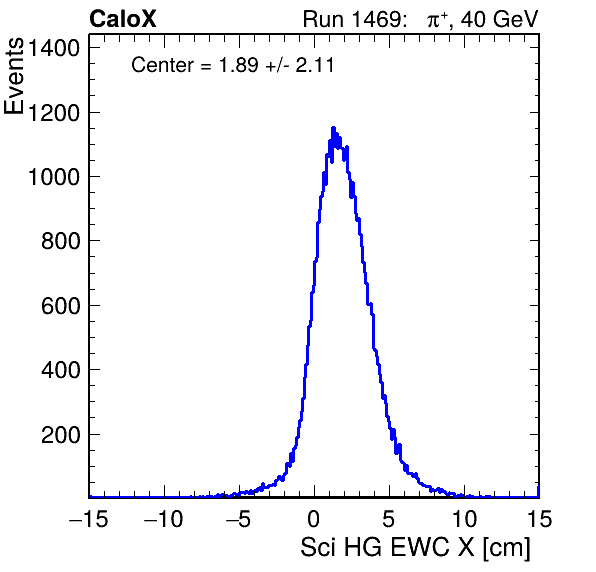 CaloX Run 1469: π⁺, 40 GeV
Center = 1.89 +/- 2.11
Events
1400
1200
1000
800
600
400
200
−15 −10 −5 0 5 10 15
Sci HG EWC X [cm]